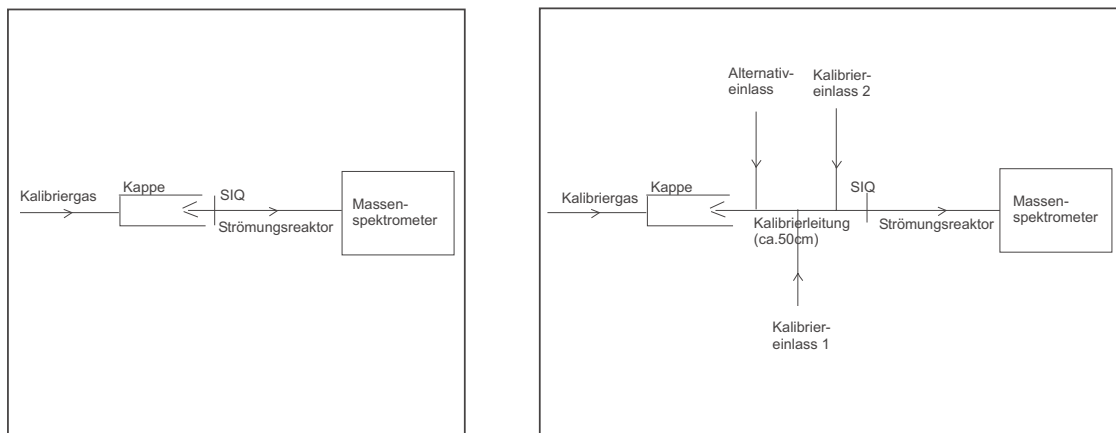 Kalibriergas
Kappe
SIQ
Strömungsreaktor
Massen-
spektrometer
Alternativ-
einlass
Kalibrier-
einlass 2
Kalibriergas
Kappe
SIQ
Kalibrierleitung
(ca.50cm)
Strömungsreaktor
Massen-
spektrometer
Kalibrier-
einlass 1